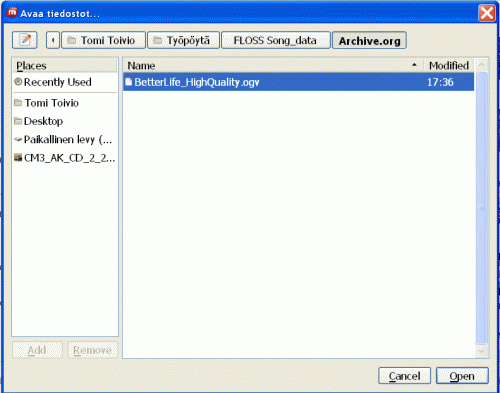 Avaa tiedostot...
Tomi Toivio Työpöytä FLOSS Song_data Archive.org
Places
Recently Used
Tomi Toivio
Desktop
Paikallinen levy (...
CM3_AK_CD_2_2...
Name Modified
BetterLife_HighQuality.ogv 17:36
Add Remove
Cancel Open